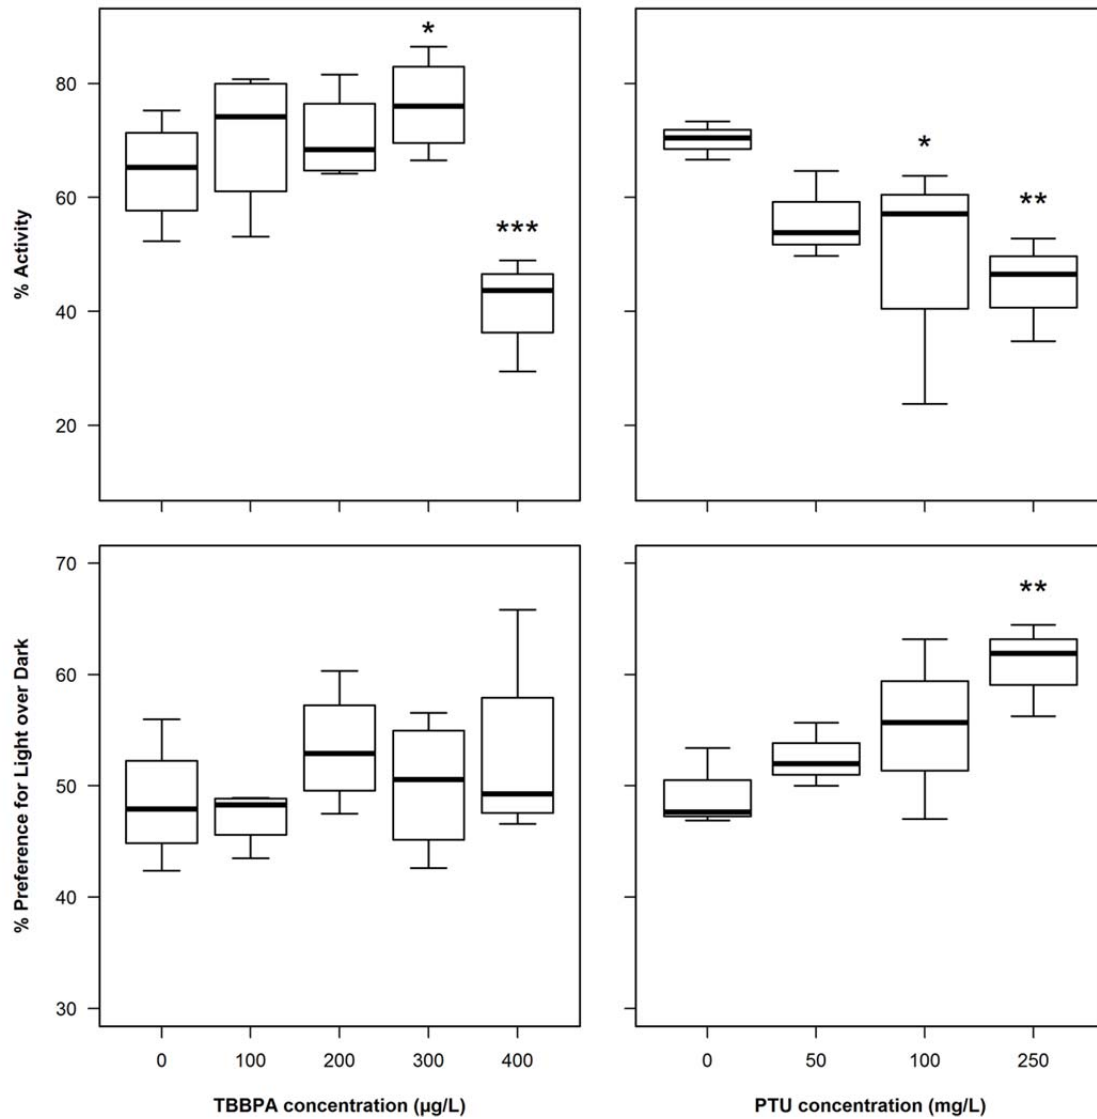 *
80
60
40
20
% Activity
***
*
**
70
60
50
40
30
% Preference for Light over Dark
**
0 100 200 300 400
TBBPA concentration (µg/L)
0 50 100 250
PTU concentration (mg/L)